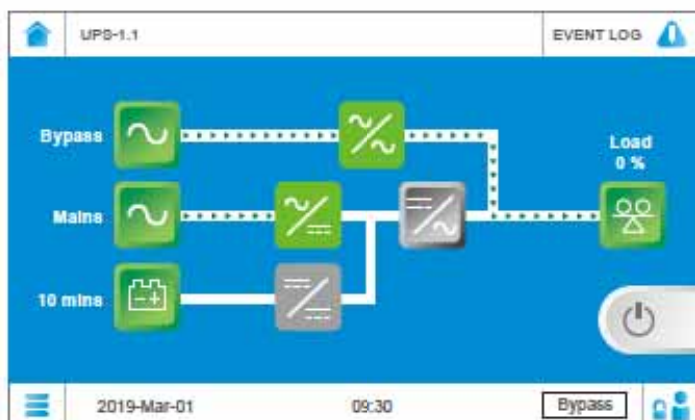 UPS-1.1 EVENT LOG
Bypass
Load
0 %
Mains
10 mins
2019-Mar-01 09:30 Bypass